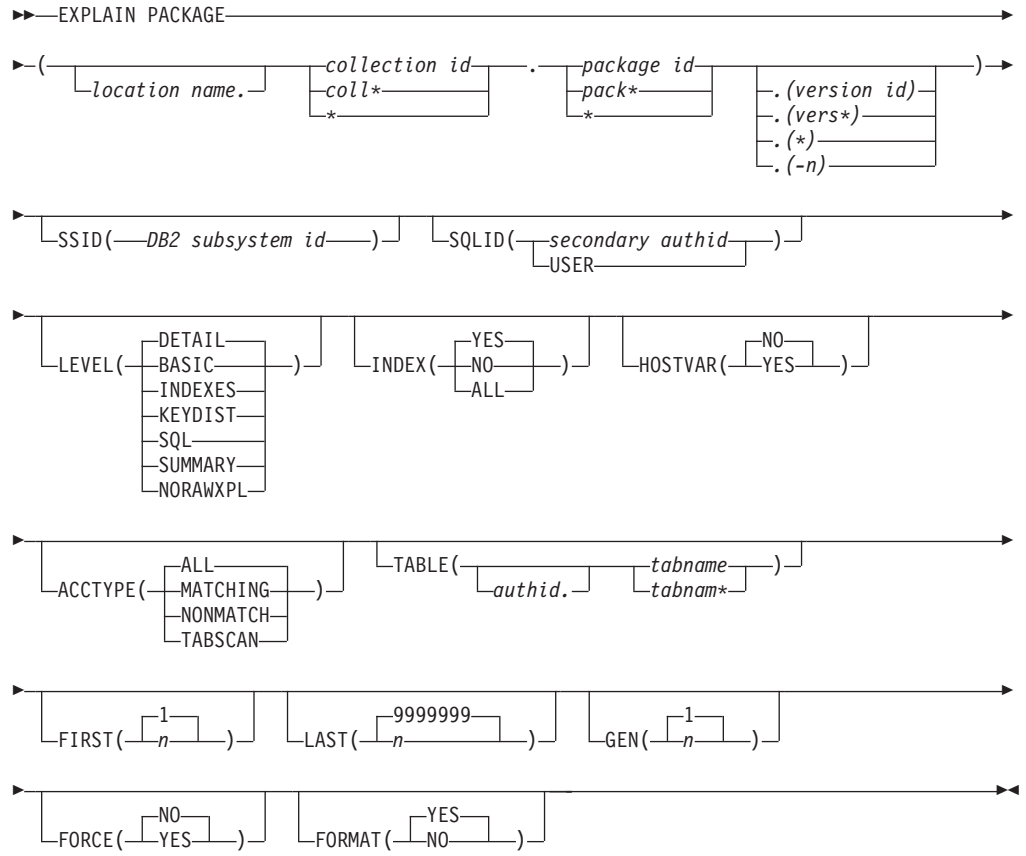 EXPLAIN PACKAGE
( location name. collection id . package id )
coll* pack* .(version id)
* * .(vers*)
.(*)
.(-n)
SSID( DB2 subsystem id ) SQLID( secondary authid )
USER
LEVEL( DETAIL ) INDEX( YES ) HOSTVAR( NO )
BASIC NO YES
INDEXES ALL
KEYDIST
SQL
SUMMARY
NORAWXPL
ACCTYPE( ALL ) TABLE( authid. tabname )
MATCHING tabnam*
NONMATCH
TABSCAN
FIRST( 1 ) LAST( 9999999 ) GEN( 1 )
n n n
FORCE( NO ) FORMAT( YES )
YES NO